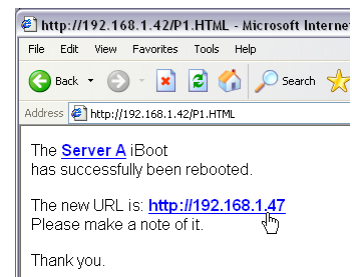 http://192.168.1.42/P1.HTML - Microsoft Interne
File Edit View Favorites Tools Help
Back Search
Address http://192.168.1.42/P1.HTML
The Server A iBoot
has successfully been rebooted.
The new URL is: http://192.168.1.47
Please make a note of it.
Thank you.